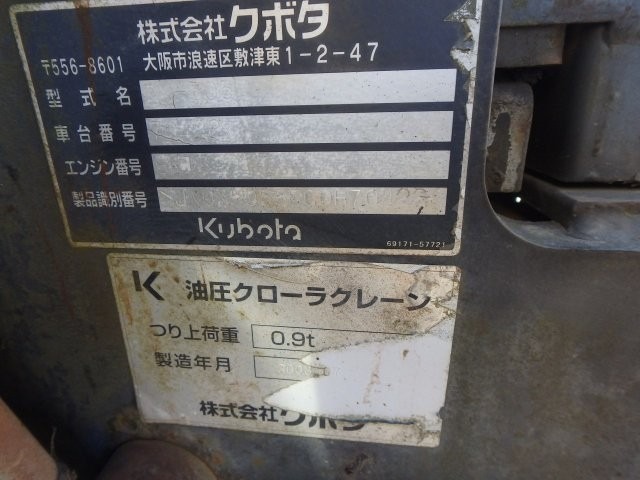 株式会社クボタ
〒556-8601 大阪市浪速区敷津東1-2-47
型式名
車台番号
エンジン番号
製品識別番号
Kubota
69171-57721
K 油圧クローラクレーン
つり上荷重 0.9t
製造年月
株式会社クボタ